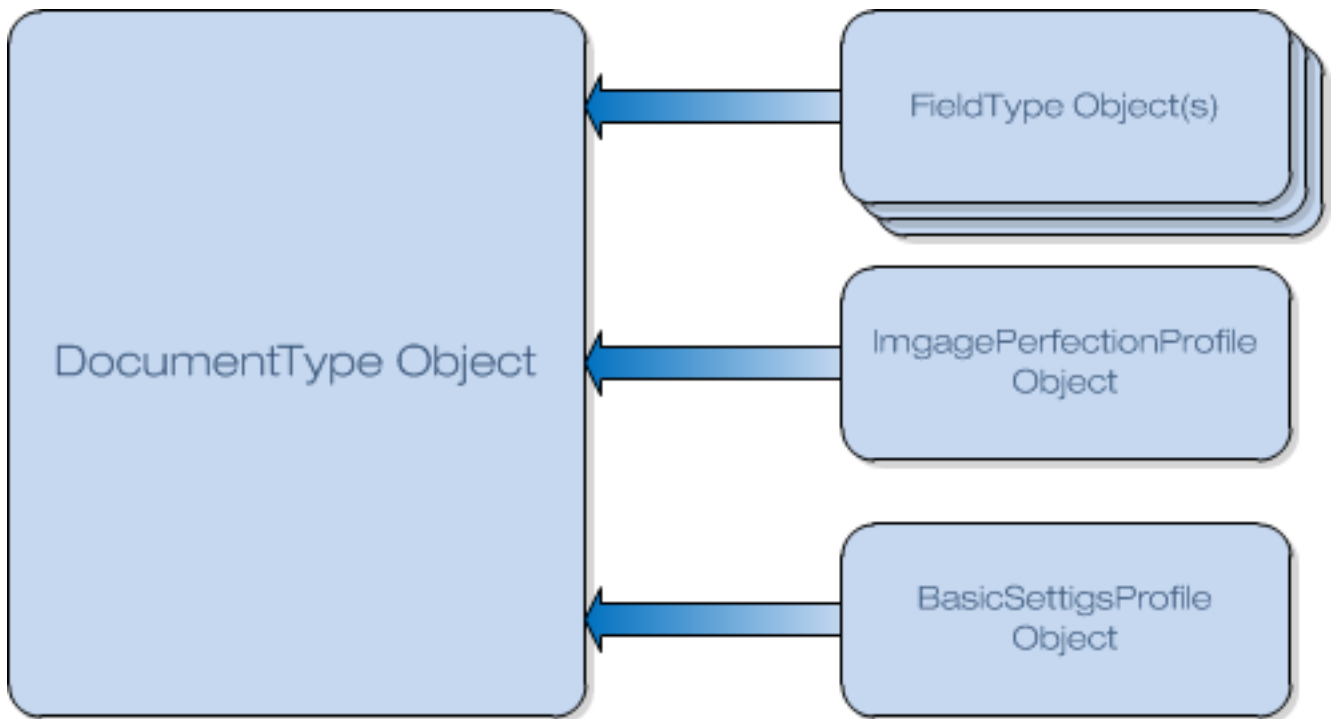 DocumentType Object
FieldType Object(s)
ImgagePerfectionProfile
Object
BasicSettigsProfile
Object